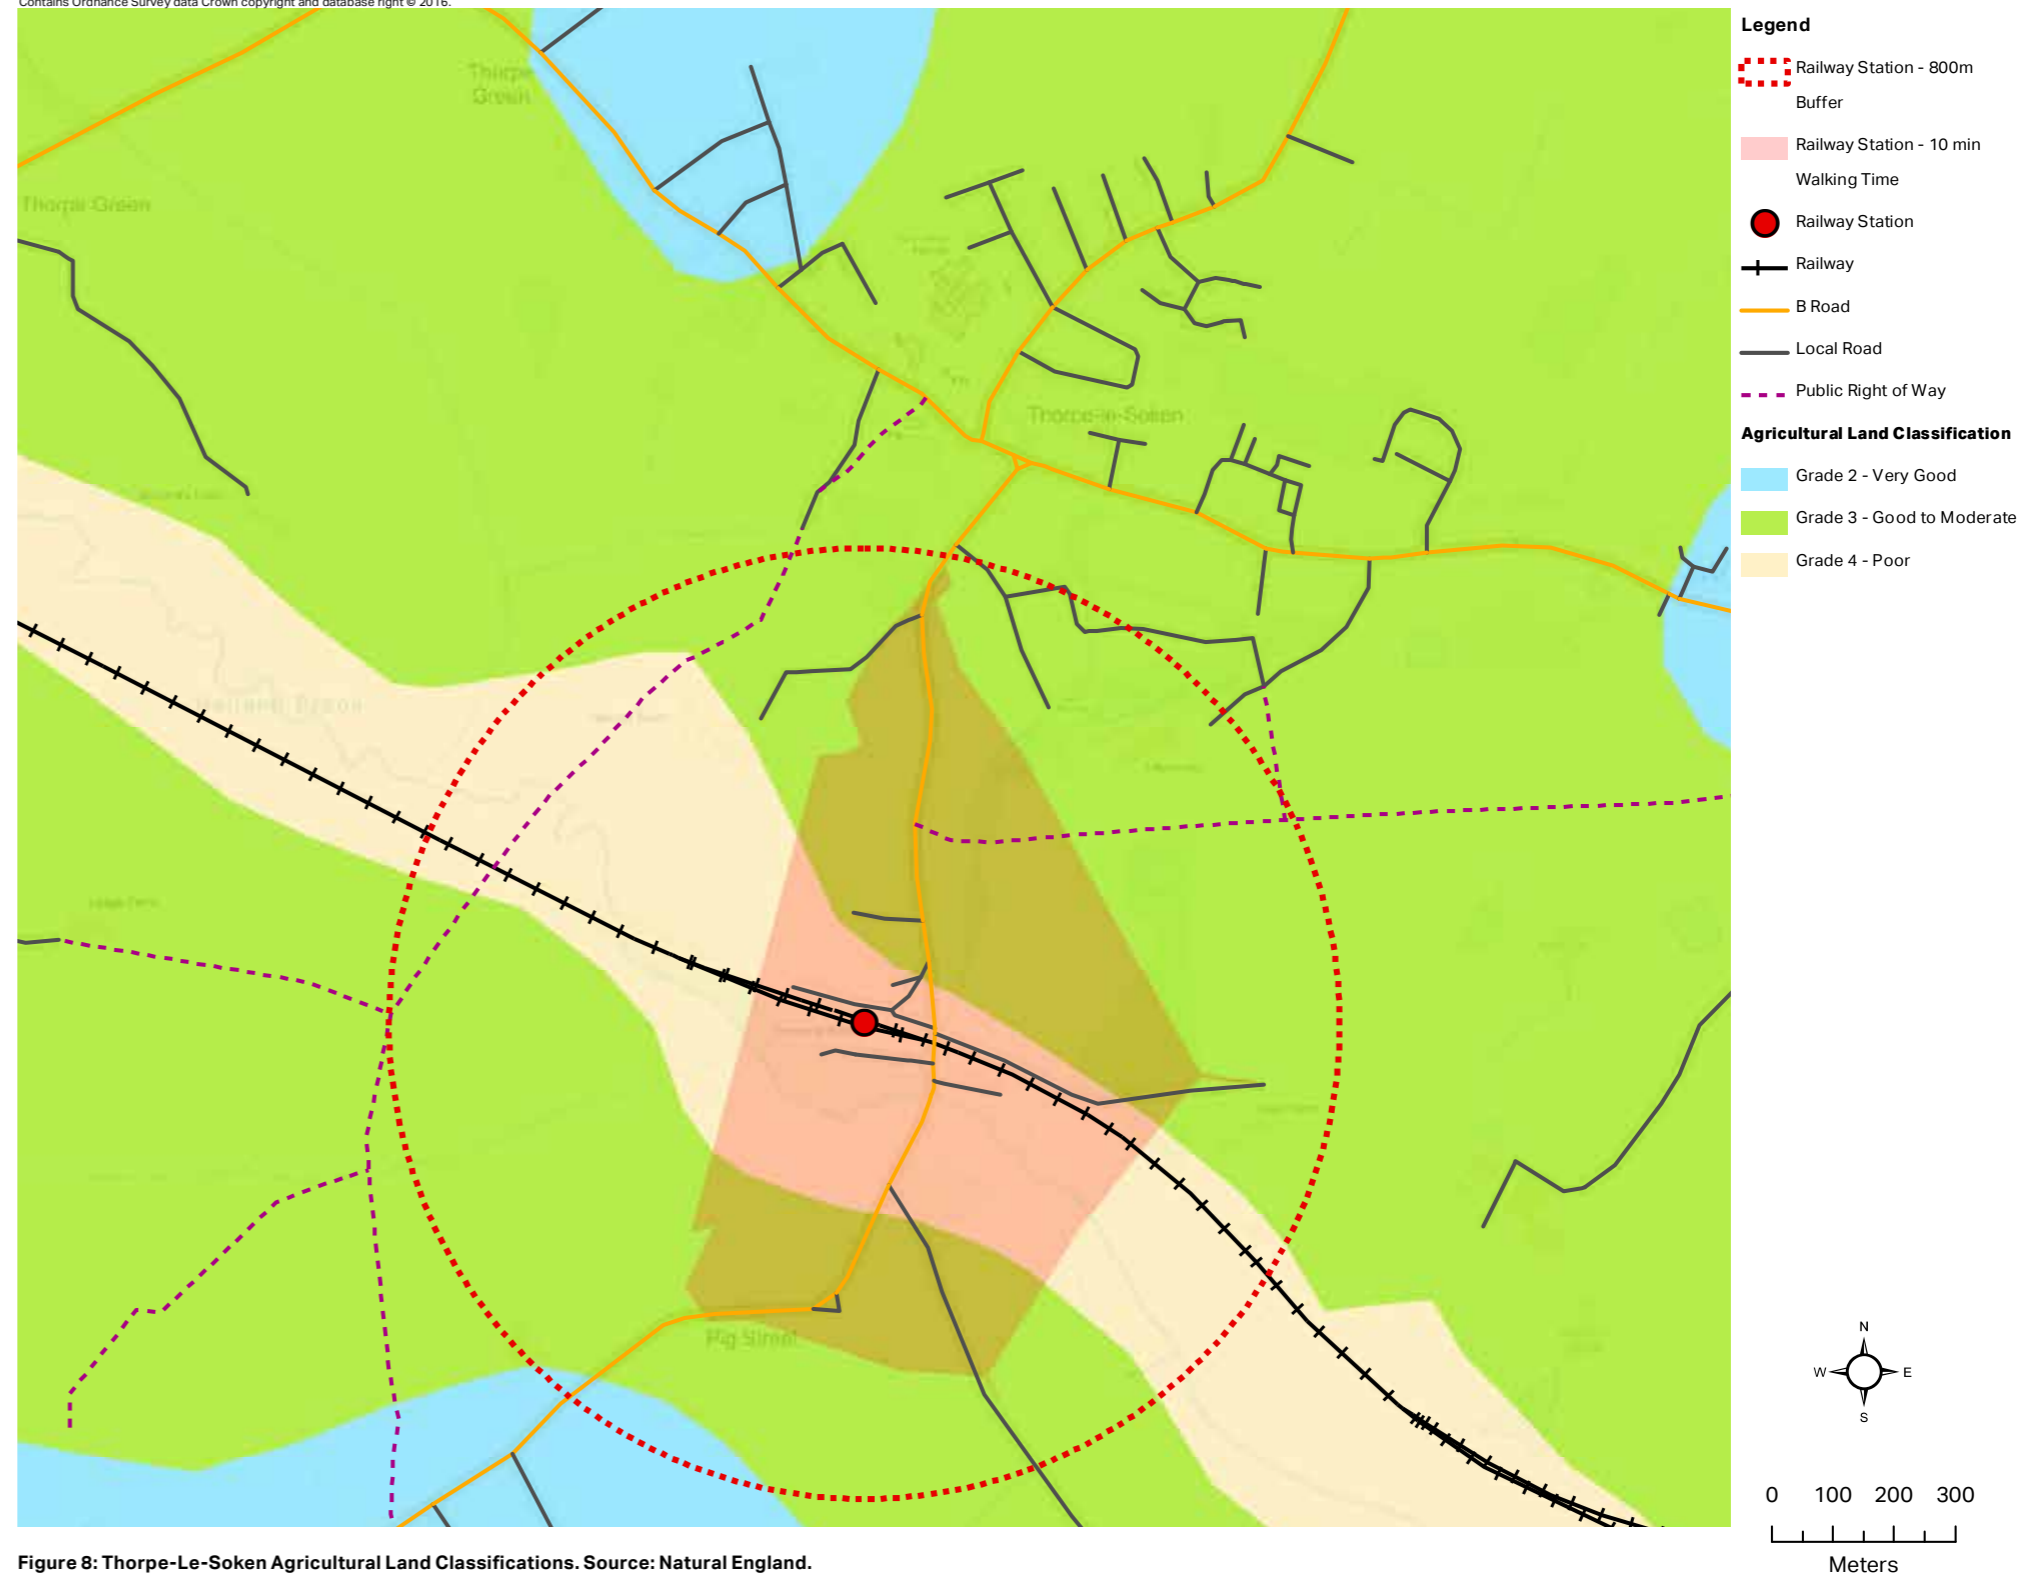 Contains Ordnance Survey data Crown copyright and database right © 2016.
Legend
Railway Station - 800m
Buffer
Railway Station - 10 min
Walking Time
Railway Station
Railway
B Road
Local Road
Public Right of Way
Agricultural Land Classification
Grade 2 - Very Good
Grade 3 - Good to Moderate
Grade 4 - Poor
Thorpe
Green
Thorpe Green
Thorpe-le-Soken
Holland Brook
Pig Street
N
W
E
S
0 100 200 300
Meters
Figure 8: Thorpe-Le-Soken Agricultural Land Classifications. Source: Natural England.